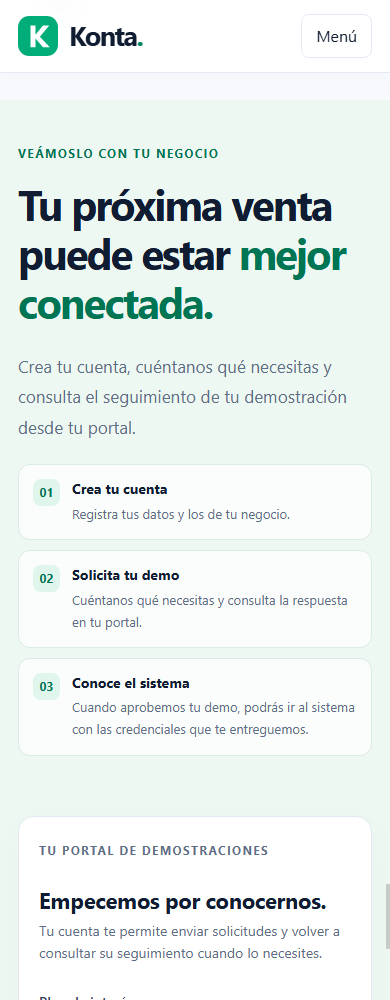 K Konta.
Menú
VEÁMOSLO CON TU NEGOCIO
Tu próxima venta
puede estar mejor
conectada.
Crea tu cuenta, cuéntanos qué necesitas y
consulta el seguimiento de tu demostración
desde tu portal.
01 Crea tu cuenta
Registra tus datos y los de tu negocio.
02 Solicita tu demo
Cuéntanos qué necesitas y consulta la respuesta
en tu portal.
03 Conoce el sistema
Cuando aprobemos tu demo, podrás ir al sistema
con las credenciales que te entreguemos.
TU PORTAL DE DEMOSTRACIONES
Empecemos por conocernos.
Tu cuenta te permite enviar solicitudes y volver a
consultar su seguimiento cuando lo necesites.